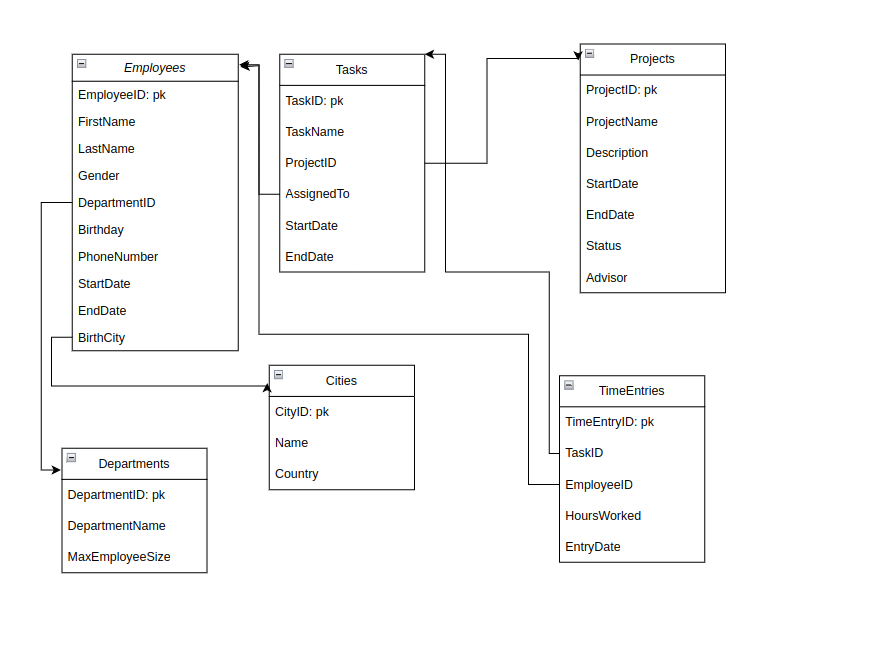 Employees
EmployeeID: pk
FirstName
LastName
Gender
DepartmentID
Birthday
PhoneNumber
StartDate
EndDate
BirthCity
Tasks
TaskID: pk
TaskName
ProjectID
AssignedTo
StartDate
EndDate
Projects
ProjectID: pk
ProjectName
Description
StartDate
EndDate
Status
Advisor
Cities
CityID: pk
Name
Country
TimeEntries
TimeEntryID: pk
TaskID
EmployeeID
HoursWorked
EntryDate
Departments
DepartmentID: pk
DepartmentName
MaxEmployeeSize